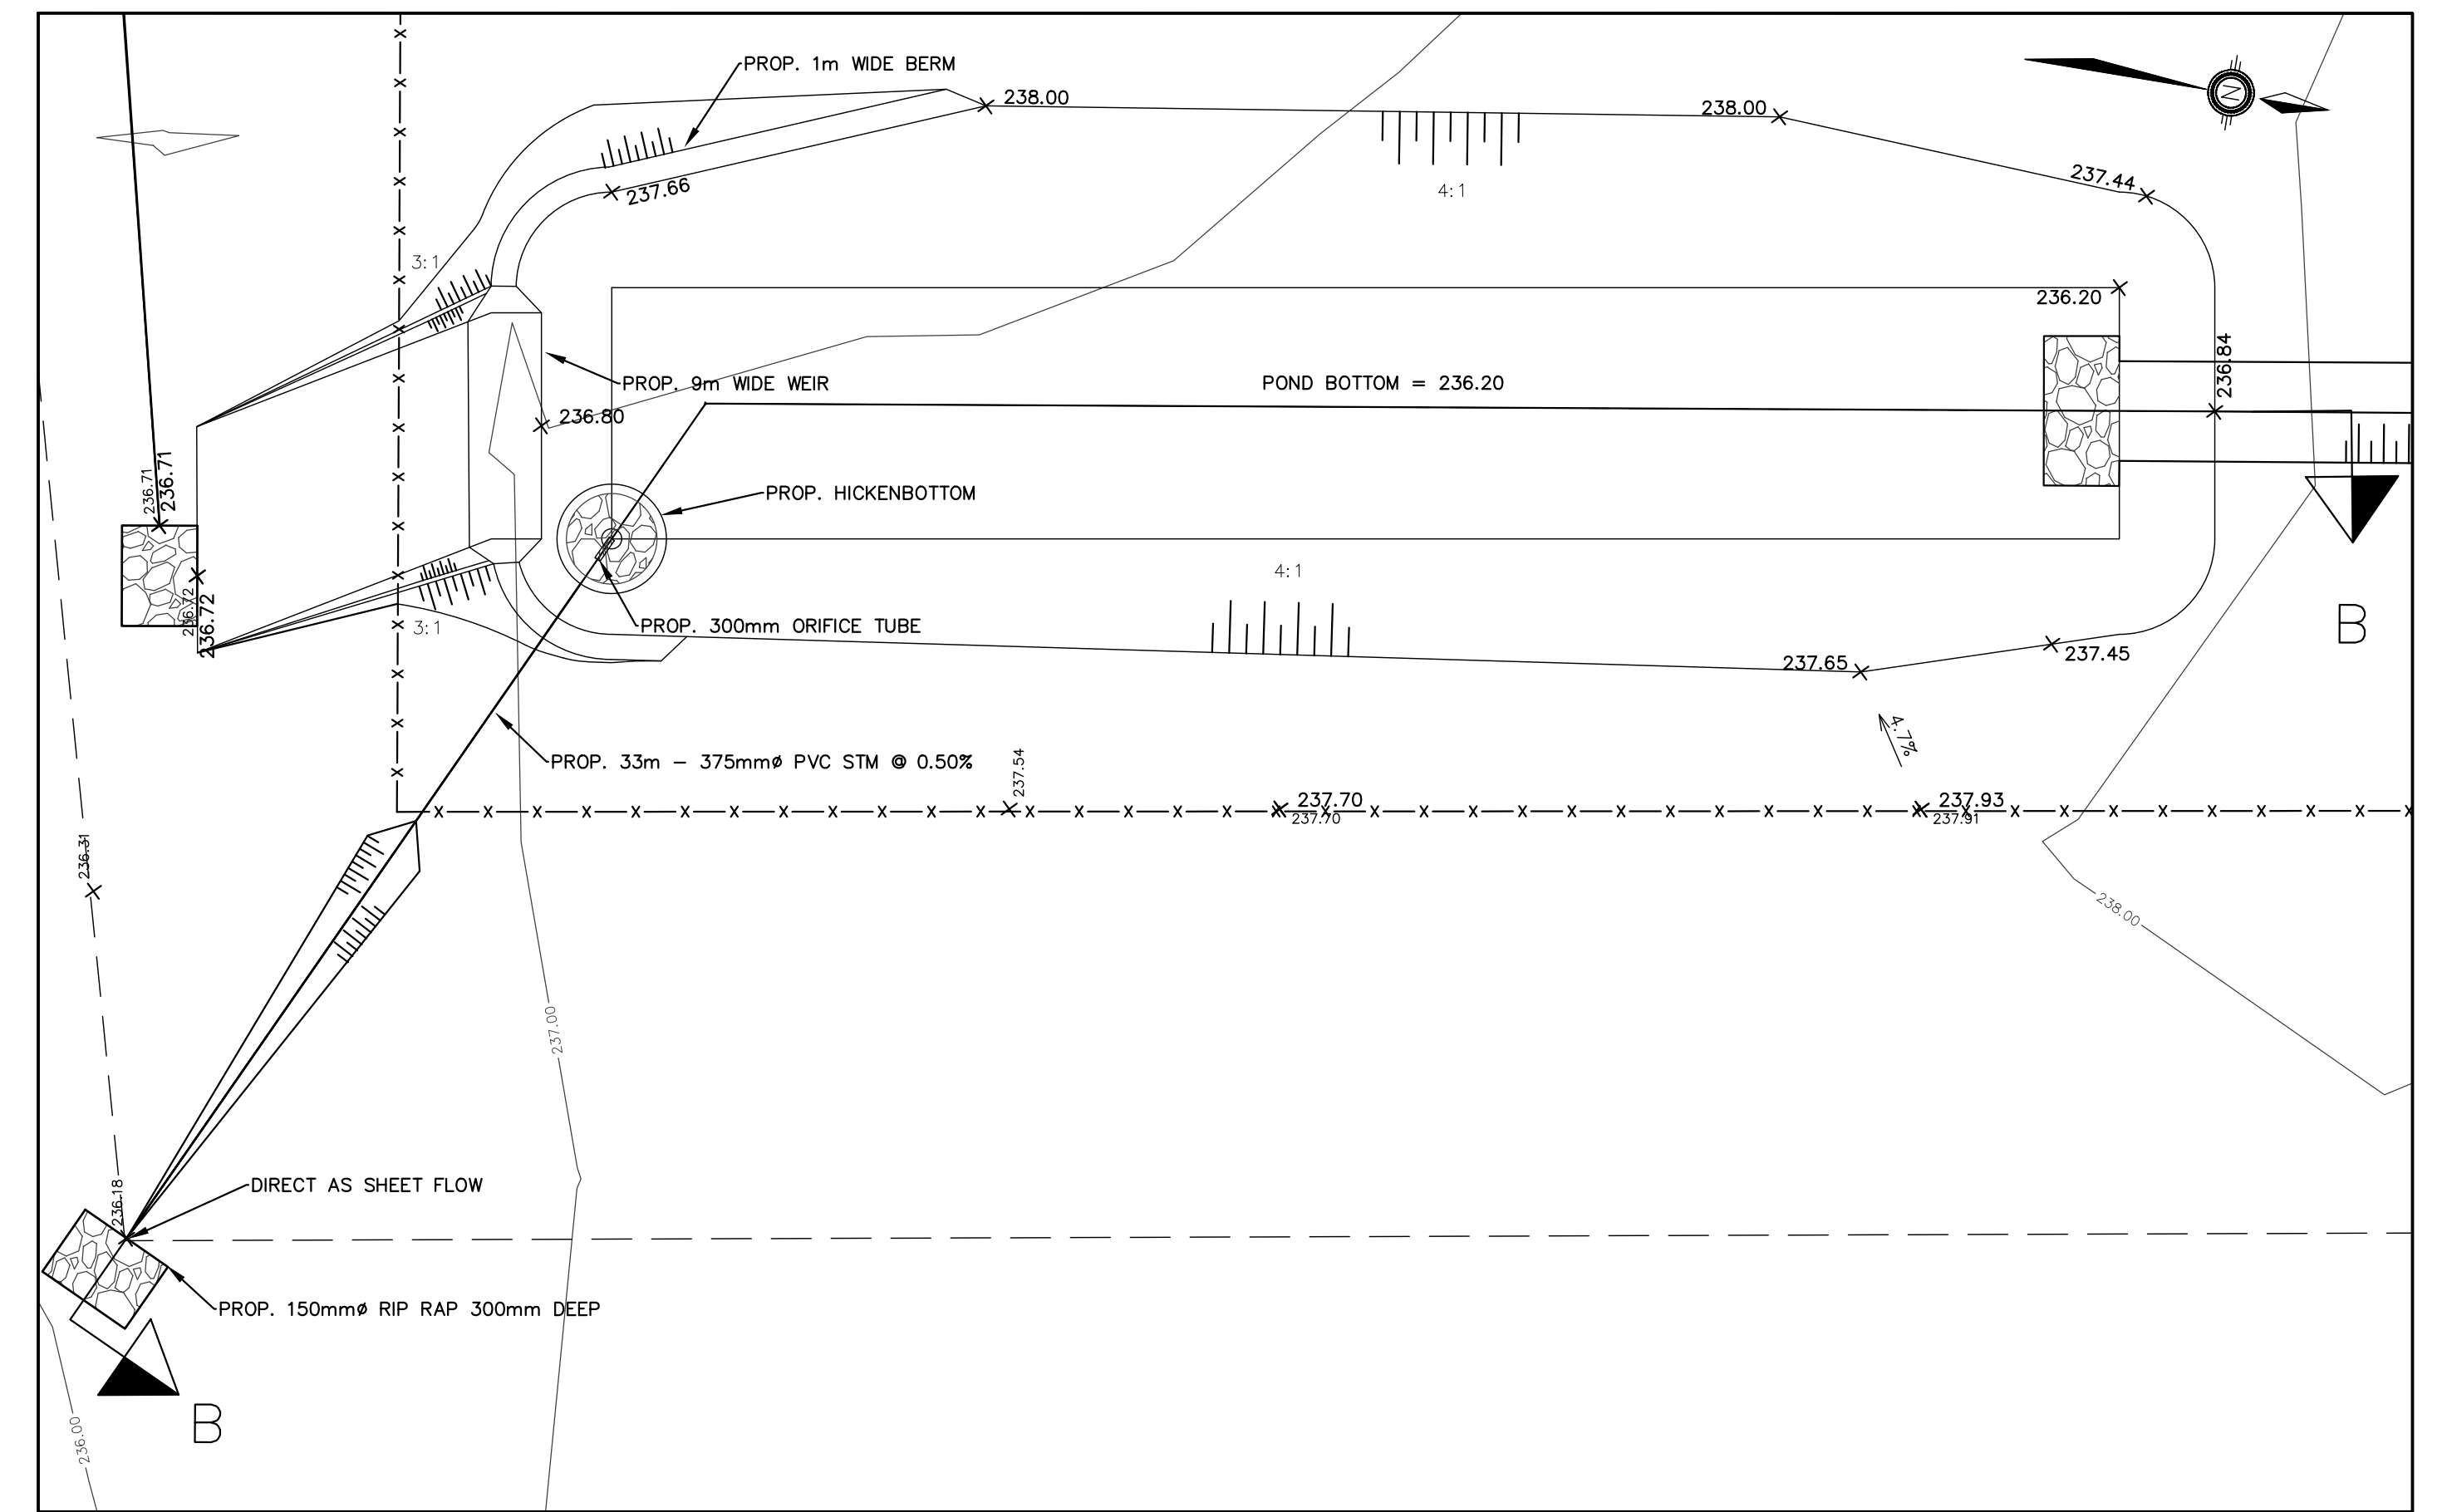 PROP. 1m WIDE BERM
N
238.00
238.00
237.44
237.66
4:1
3:1
236.20
236.84
PROP. 9m WIDE WEIR
POND BOTTOM = 236.20
236.80
236.71
236.71
PROP. HICKENBOTTOM
4:1
236.72
236.72
3:1
PROP. 300mm ORIFICE TUBE
B
237.65
237.45
4.7%
PROP. 33m – 375mmø PVC STM @ 0.50%
237.54
237.70
237.70
237.93
237.91
236.31
238.00
237.00
236.18
DIRECT AS SHEET FLOW
PROP. 150mmø RIP RAP 300mm DEEP
B
236.00